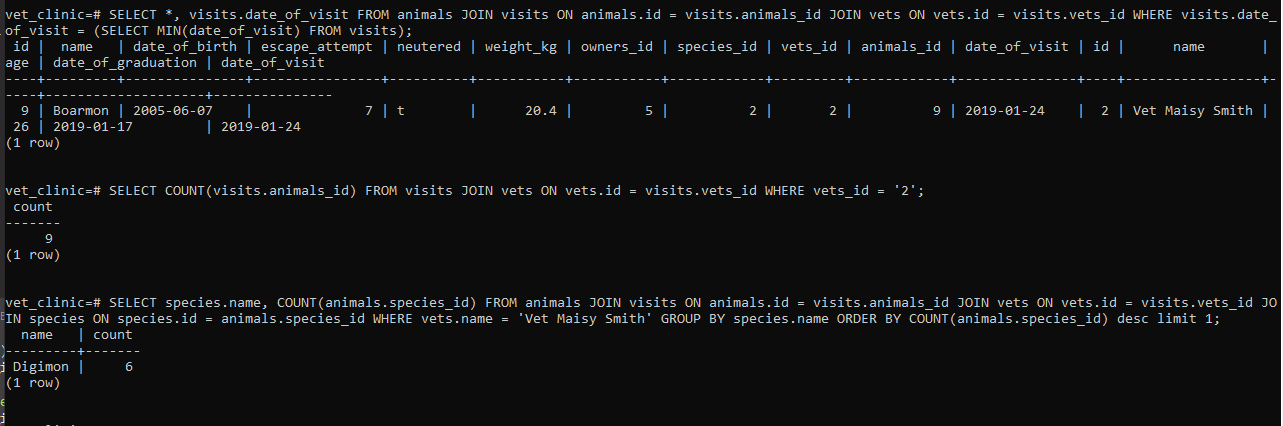 vet_clinic=# SELECT *, visits.date_of_visit FROM animals JOIN visits ON animals.id = visits.animals_id JOIN vets ON vets.id = visits.vets_id WHERE visits.date_
of_visit = (SELECT MIN(date_of_visit) FROM visits);
 id |  name   | date_of_birth | escape_attempt | neutered | weight_kg | owners_id | species_id | vets_id | animals_id | date_of_visit | id |      name       |
age | date_of_graduation | date_of_visit
----+---------+---------------+----------------+----------+-----------+-----------+------------+---------+------------+---------------+----+-----------------+-
----+--------------------+---------------
  9 | Boarmon | 2005-06-07    |              7 | t        |      20.4 |         5 |          2 |       2 |          9 | 2019-01-24    |  2 | Vet Maisy Smith |
 26 | 2019-01-17         | 2019-01-24
(1 row)
vet_clinic=# SELECT COUNT(visits.animals_id) FROM visits JOIN vets ON vets.id = visits.vets_id WHERE vets_id = '2';
 count
-------
     9
(1 row)
vet_clinic=# SELECT species.name, COUNT(animals.species_id) FROM animals JOIN visits ON animals.id = visits.animals_id JOIN vets ON vets.id = visits.vets_id JO
IN species ON species.id = animals.species_id WHERE vets.name = 'Vet Maisy Smith' GROUP BY species.name ORDER BY COUNT(animals.species_id) desc limit 1;
  name   | count
---------+-------
 Digimon |     6
(1 row)